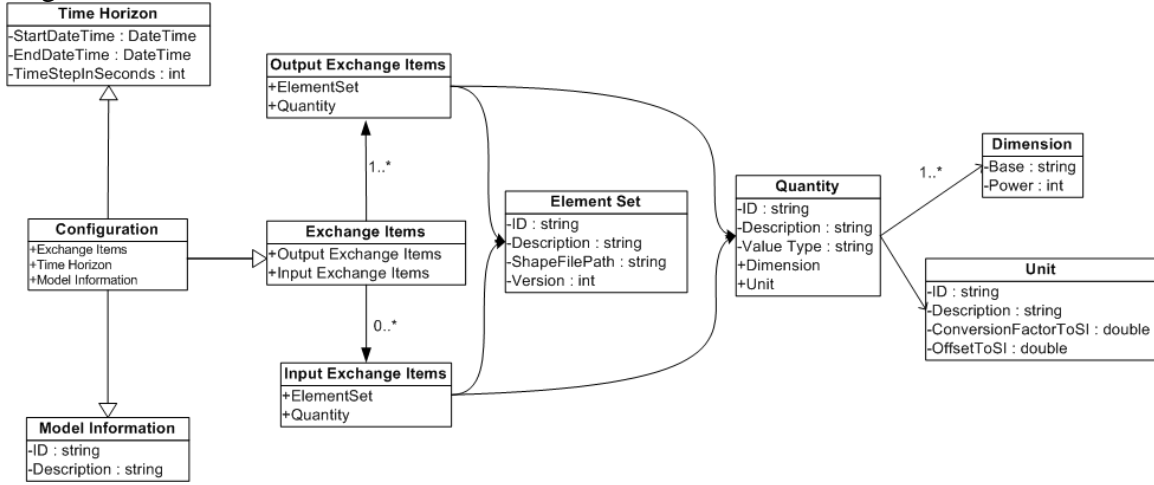 Time Horizon
-StartDateTime : DateTime
-EndDateTime : DateTime
-TimeStepInSeconds : int
Output Exchange Items
+ElementSet
+Quantity
1..*
Configuration
+Exchange Items
+Time Horizon
+Model Information
Exchange Items
+Output Exchange Items
+Input Exchange Items
0..*
Input Exchange Items
+ElementSet
+Quantity
Model Information
-ID : string
-Description : string
Element Set
-ID : string
-Description : string
-ShapeFilePath : string
-Version : int
Quantity
-ID : string
-Description : string
-Value Type : string
+Dimension
+Unit
1..*
Dimension
-Base : string
-Power : int
Unit
-ID : string
-Description : string
-ConversionFactorToSI : double
-OffsetToSI : double